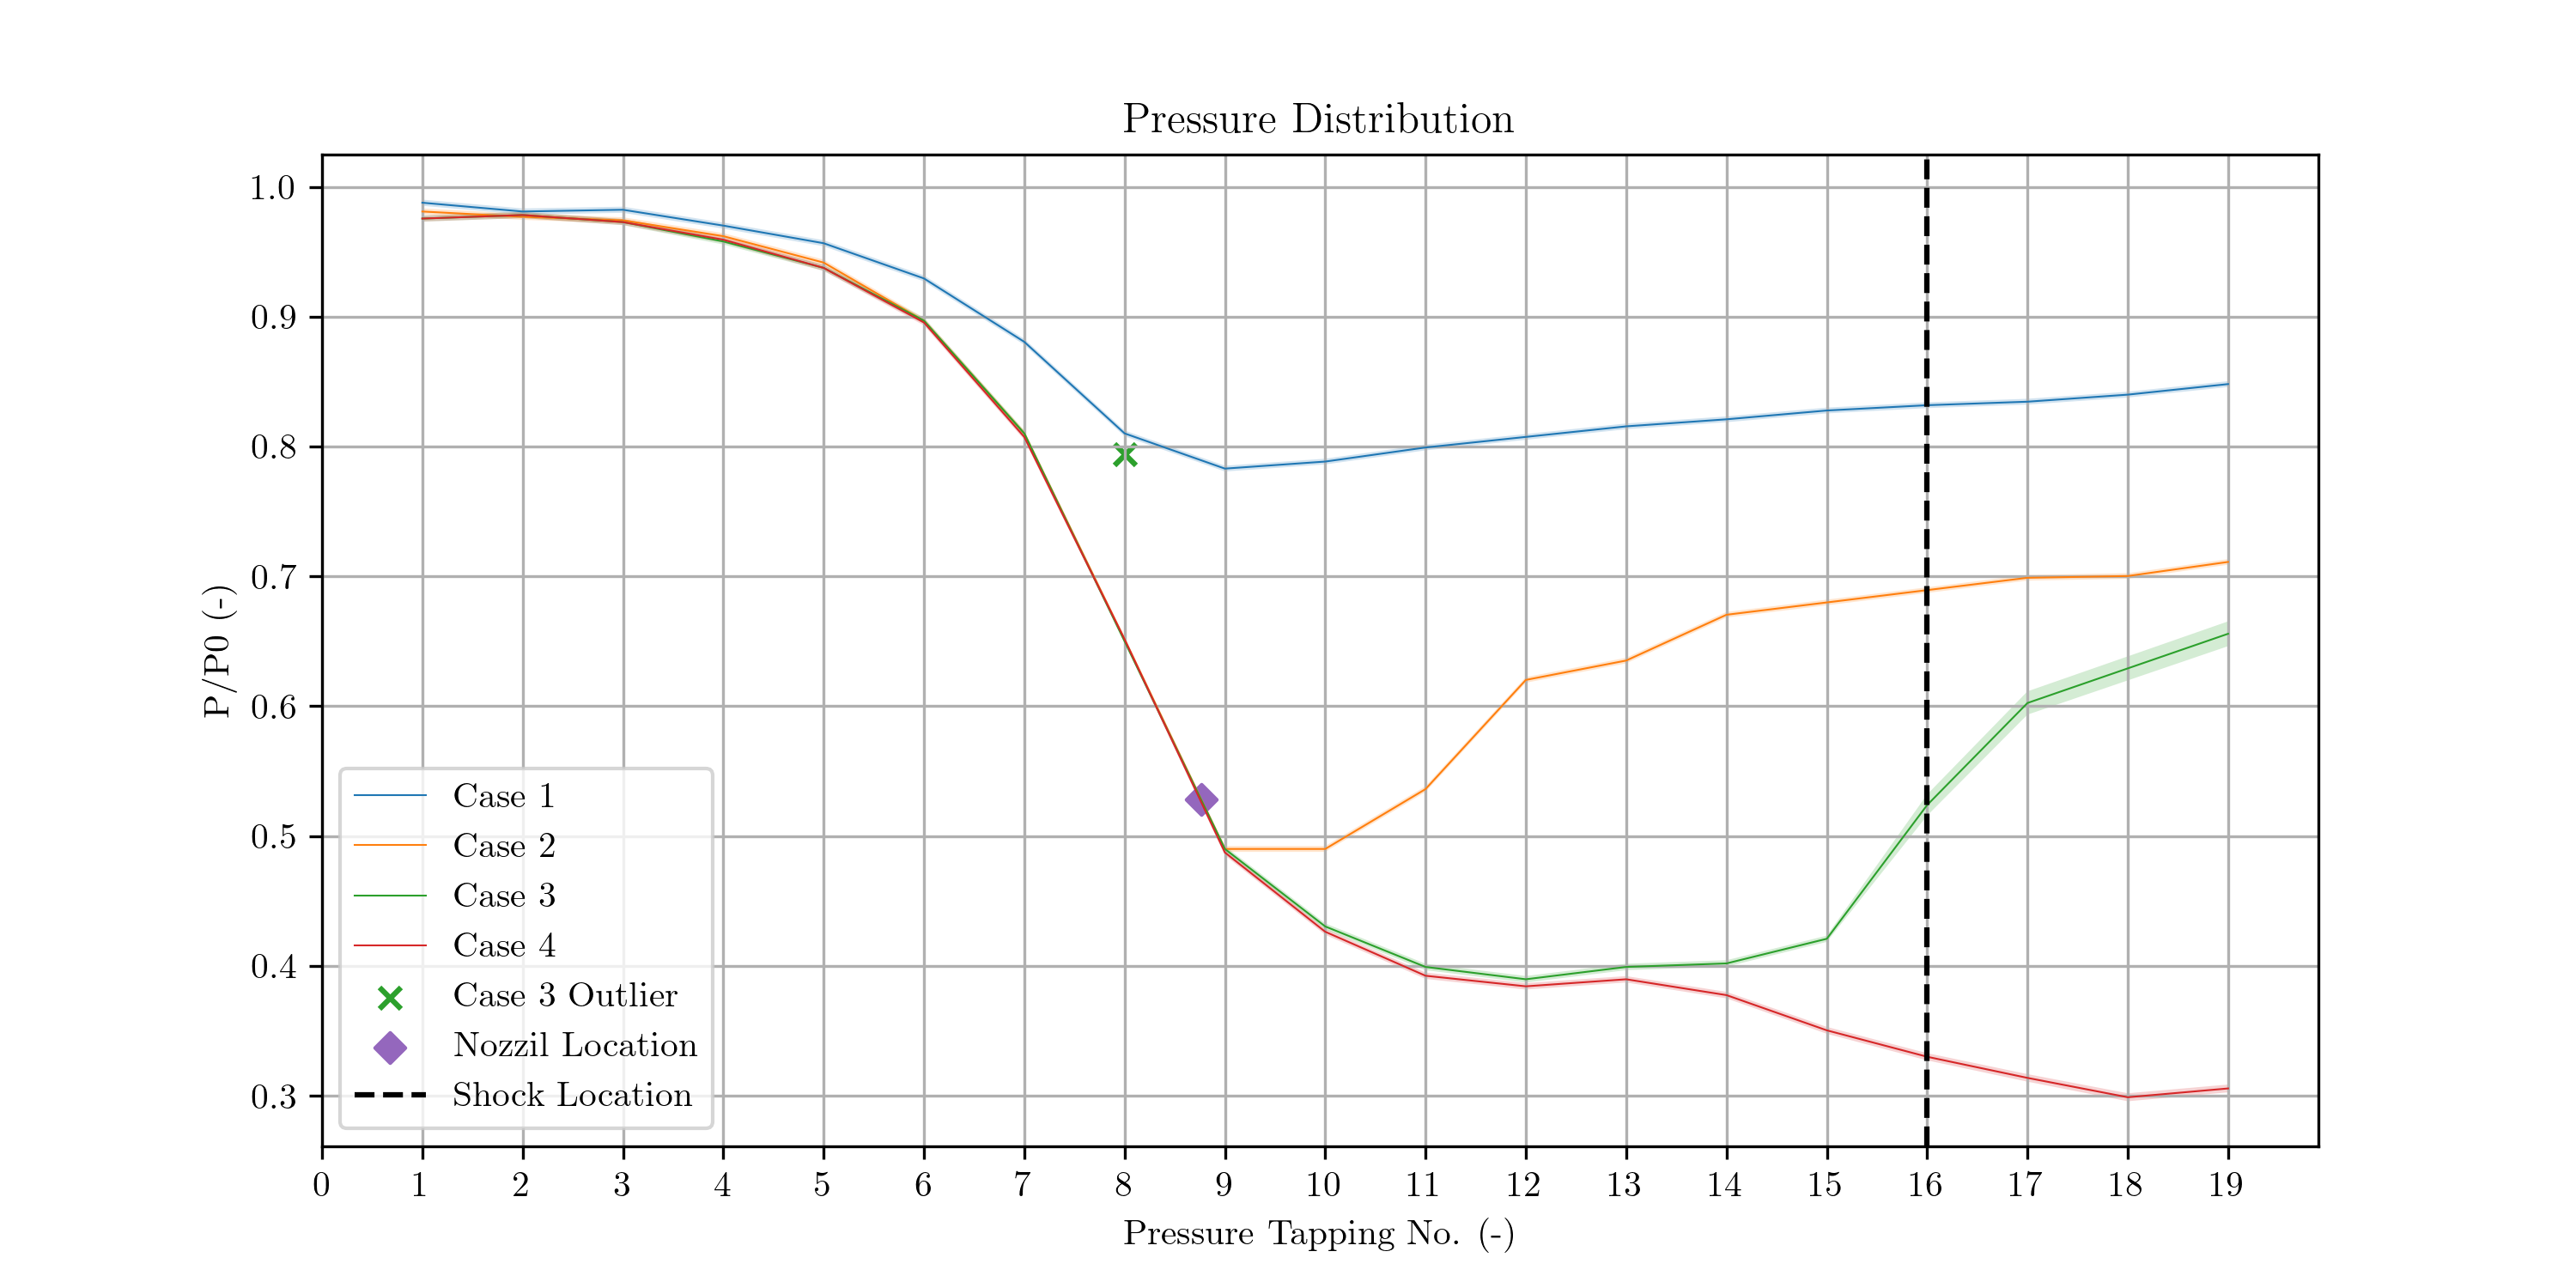 Pressure Distribution
1.0
0.9
0.8
0.7
0.6
0.5
0.4
0.3
P/P0 (-)
Case 1
Case 2
Case 3
Case 4
Case 3 Outlier
Nozzil Location
Shock Location
0 1 2 3 4 5 6 7 8 9 10 11 12 13 14 15 16 17 18 19
Pressure Tapping No. (-)